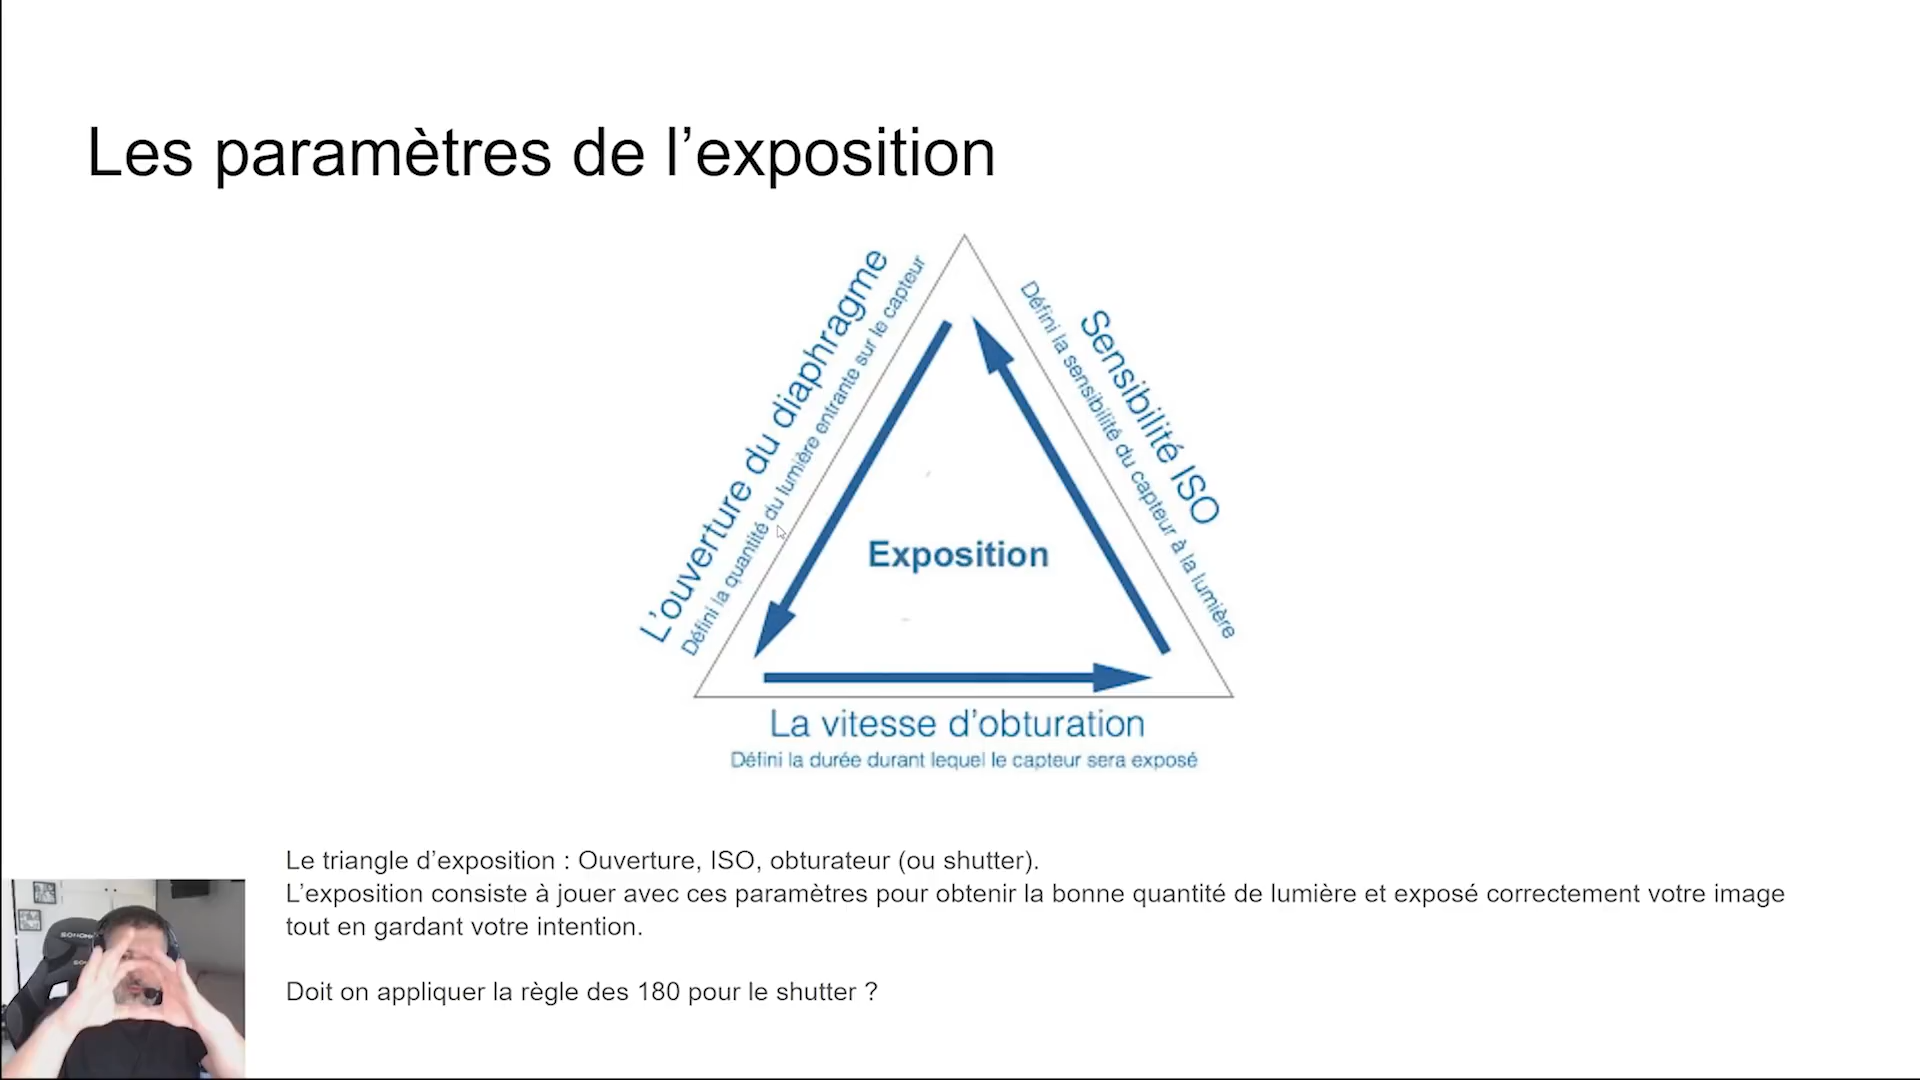 Les paramètres de l’exposition
L’ouverture du diaphragme
Défini la quantité du lumière entrante sur le capteur
Sensibilité ISO
Défini la sensibilité du capteur à la lumière
Exposition
La vitesse d’obturation
Défini la durée durant lequel le capteur sera exposé
Le triangle d’exposition : Ouverture, ISO, obturateur (ou shutter).
L’exposition consiste à jouer avec ces paramètres pour obtenir la bonne quantité de lumière et exposé correctement votre image
tout en gardant votre intention.
Doit on appliquer la règle des 180 pour le shutter ?